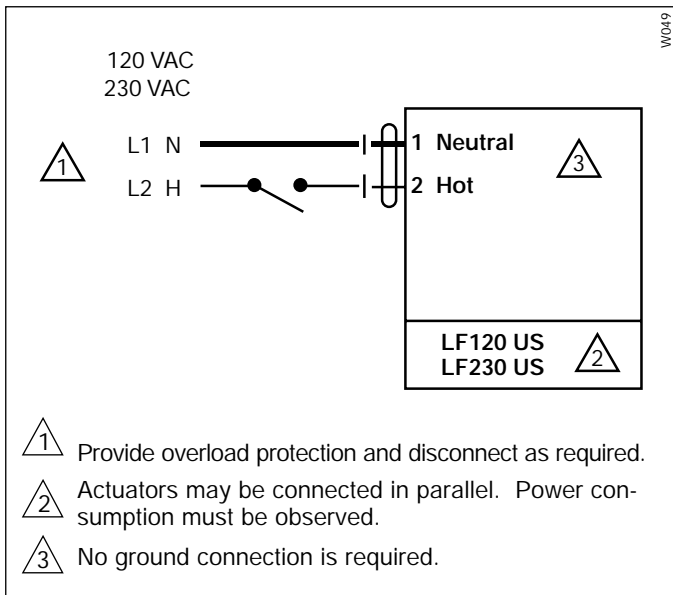 W049
120 VAC
230 VAC
1
L1 N
1 Neutral
3
L2 H
2 Hot
LF120 US
LF230 US
2
1 Provide overload protection and disconnect as required.
2 Actuators may be connected in parallel. Power con-
sumption must be observed.
3 No ground connection is required.